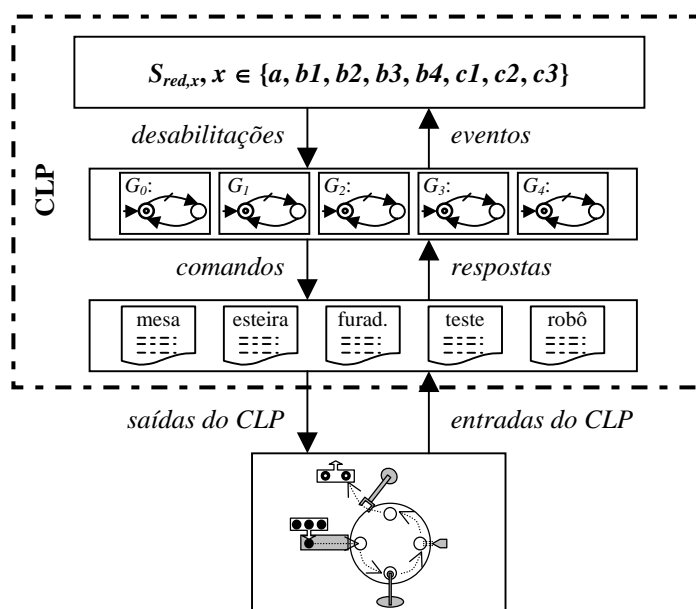 S_red,x, x ∈ {a, b1, b2, b3, b4, c1, c2, c3}
desabilitações eventos
CLP
G0: G1 G2: G3: G4:
comandos respostas
mesa esteira furad. teste robô
saídas do CLP entradas do CLP